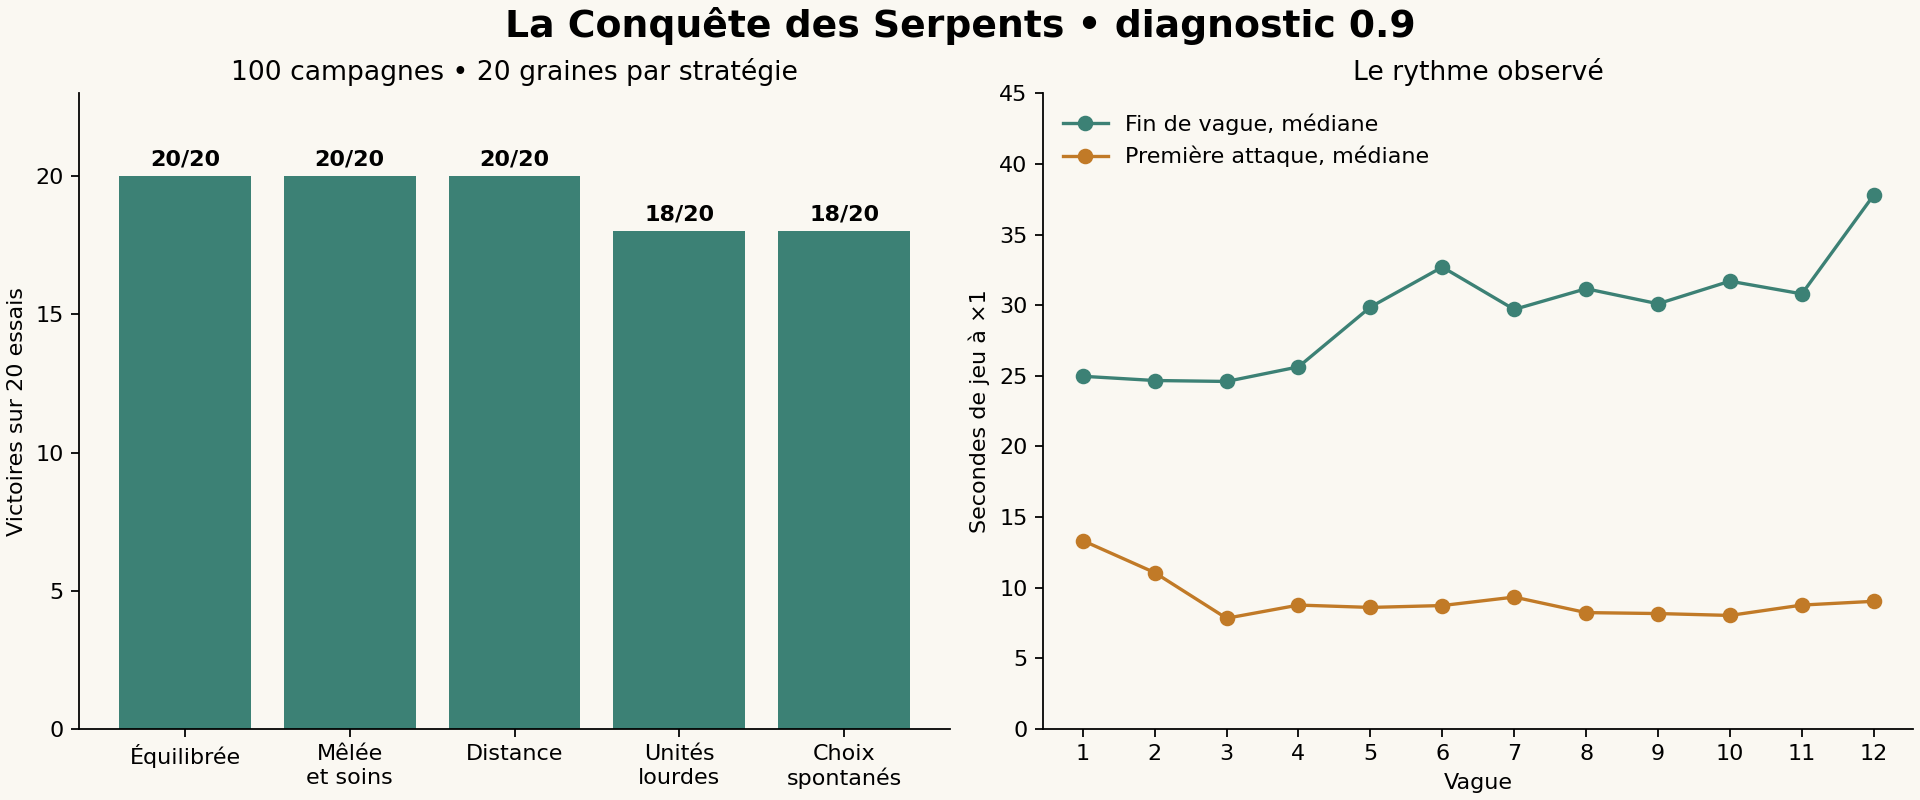 La Conquête des Serpents • diagnostic 0.9
100 campagnes • 20 graines par stratégie
Victoires sur 20 essais
20
15
10
5
0
20/20
20/20
20/20
18/20
18/20
Équilibrée
Mêlée
et soins
Distance
Unités
lourdes
Choix
spontanés
Le rythme observé
Secondes de jeu à ×1
45
40
35
30
25
20
15
10
5
0
Fin de vague, médiane
Première attaque, médiane
1 2 3 4 5 6 7 8 9 10 11 12
Vague